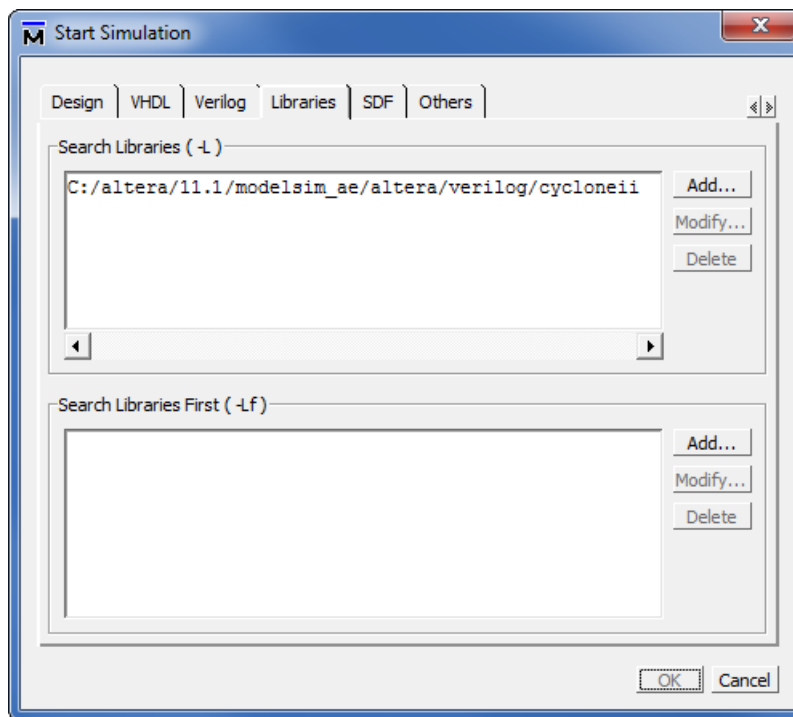 M Start Simulation
Design VHDL Verilog Libraries SDF Others
Search Libraries ( -L )
C:/altera/11.1/modelsim_ae/altera/verilog/cycloneii
Add...
Modify...
Delete
Search Libraries First ( -Lf )
Add...
Modify...
Delete
OK Cancel